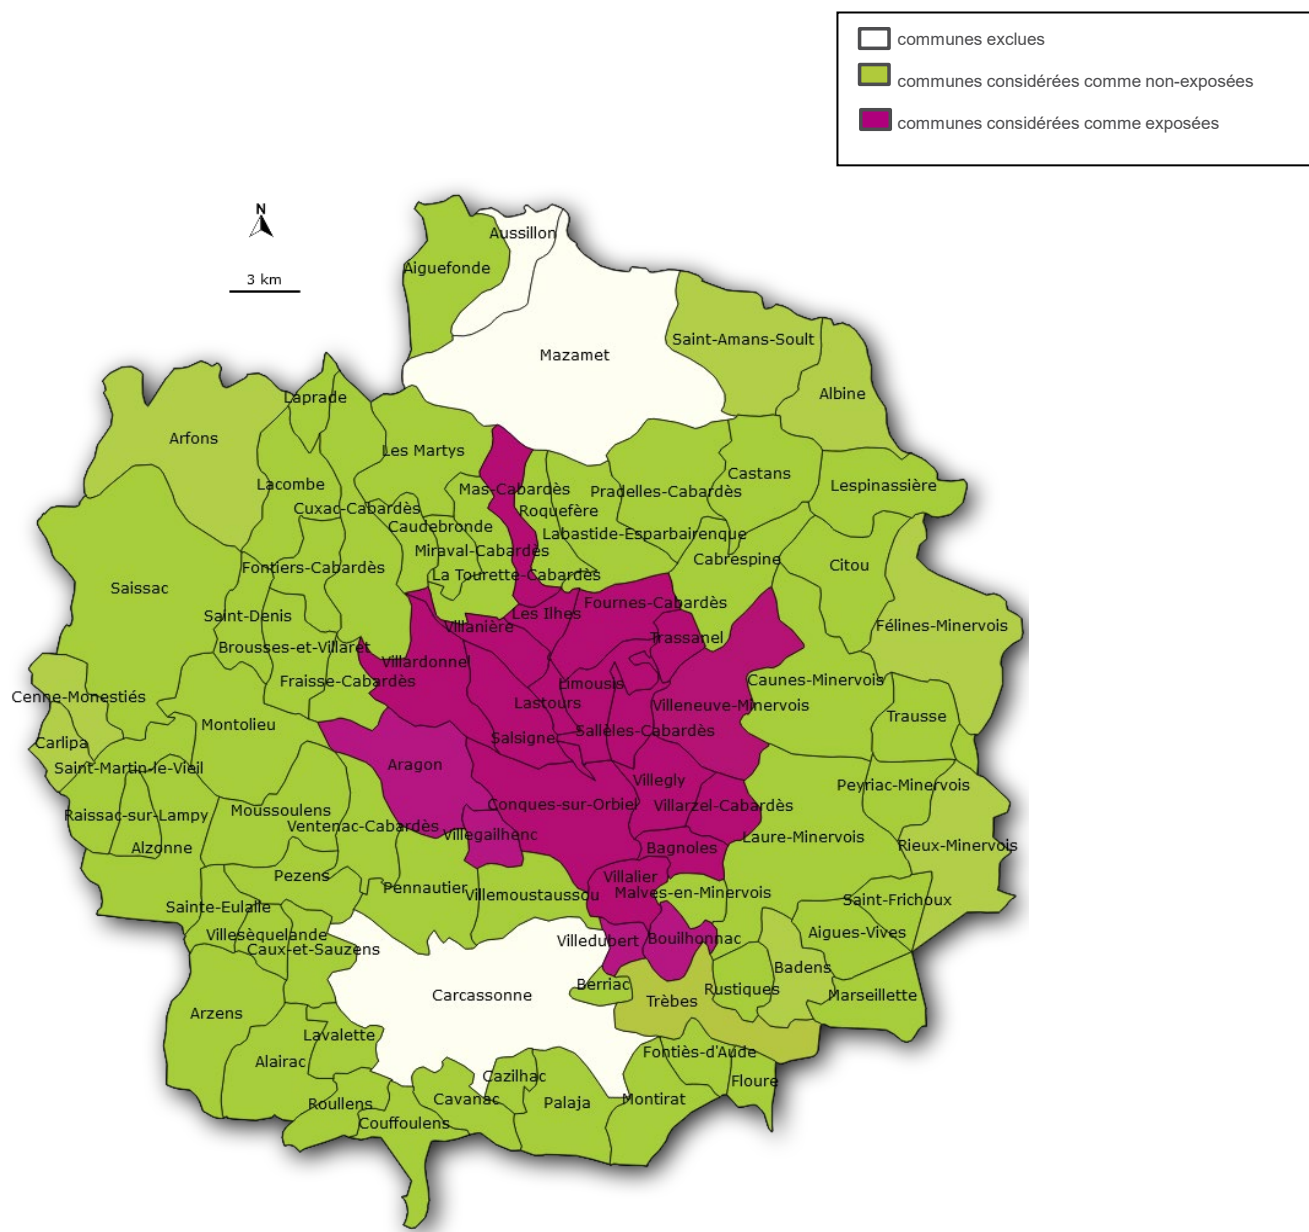 communes exclues
communes considérées comme non-exposées
communes considérées comme exposées
N
3 km
Aussillon
Aiguefonde
Mazamet
Saint-Amans-Soult
Albine
Laprade
Arfons
Les Martys
Castans
Lacombe
Mas-Cabardès
Pradelles-Cabardès
Lespinassière
Cuxac-Cabardès
Roquefère
Caudebronde
Labastide-Esparbairenque
Miraval-Cabardès
Cabrespine
Citou
Fontiers-Cabardès
La Tourette-Cabardès
Saissac
Fournes-Cabardès
Saint-Denis
Les Ilhes
Villanière
Félines-Minervois
Trassanel
Brousses-et-Villaret
Villardonnel
Fraisse-Cabardès
Limousis
Caunes-Minervois
Cenne-Monestiés
Lastours
Villeneuve-Minervois
Trausse
Montolieu
Salsigne
Sallèles-Cabardès
Carlipa
Aragon
Saint-Martin-le-Vieil
Villegly
Peyriac-Minervois
Conques-sur-Orbiel
Villarzel-Cabardès
Raissac-sur-Lampy
Moussoulens
Ventenac-Cabardès
Villegailhenc
Laure-Minervois
Alzonne
Bagnoles
Rieux-Minervois
Pezens
Villalier
Pennautier
Villemoustaussou
Malves-en-Minervois
Saint-Frichoux
Sainte-Eulalie
Villesèquelande
Aigues-Vives
Caux-et-Sauzens
Villedubert
Bouilhonnac
Badens
Berriac
Rustiques
Carcassonne
Trèbes
Marseillette
Arzens
Lavalette
Alairac
Fontiès-d'Aude
Cazilhac
Floure
Roullens
Cavanac
Palaja
Montirat
Couffoulens